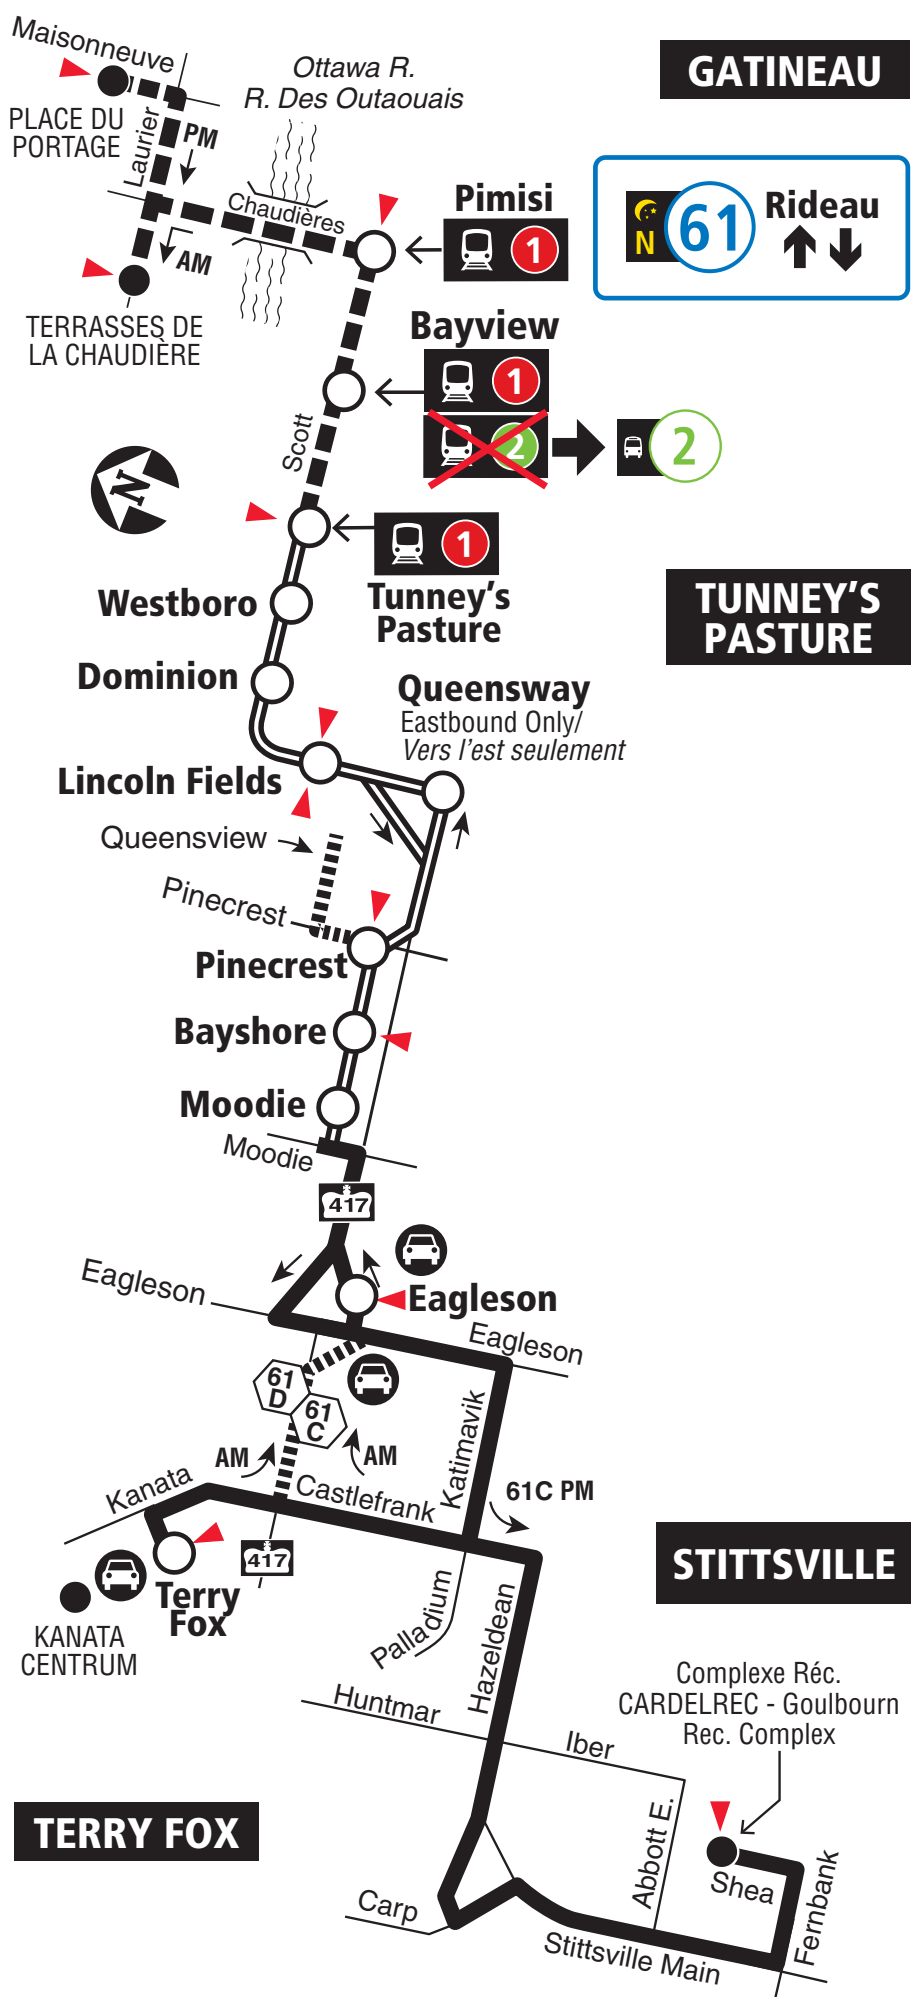 Maisonneuve
PLACE DU
PORTAGE
Laurier
PM
AM
TERRASSES DE
LA CHAUDIÈRE
Ottawa R.
R. Des Outaouais
Chaudières
GATINEAU
N
61
Rideau
Pimisi
1
Bayview
1
2
2
Scott
N
1
Tunney's
Pasture
TUNNEY'S
PASTURE
Westboro
Dominion
Queensway
Eastbound Only/
Vers l'est seulement
Lincoln Fields
Queensview
Pinecrest
Pinecrest
Bayshore
Moodie
Moodie
417
Eagleson
Eagleson
Eagleson
61
D
61
C
AM
AM
Katimavik
Kanata
Castlefrank
61C PM
417
Terry
Fox
KANATA
CENTRUM
Palladium
Hazeldean
STITTSVILLE
Huntmar
Iber
Complexe Réc.
CARDELREC - Goulbourn
Rec. Complex
TERRY FOX
Abbott E.
Shea
Fernbank
Carp
Stittsville Main